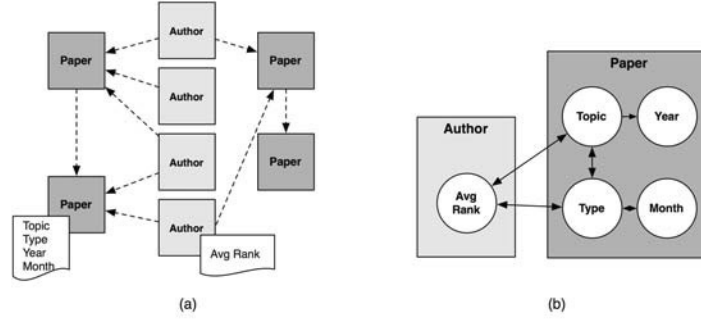 Author
Paper
Paper
Author
Author
Paper
Paper
Author
Topic
Type
Year
Month
Avg Rank
(a)
Paper
Topic
Year
Author
Avg
Rank
Type
Month
(b)